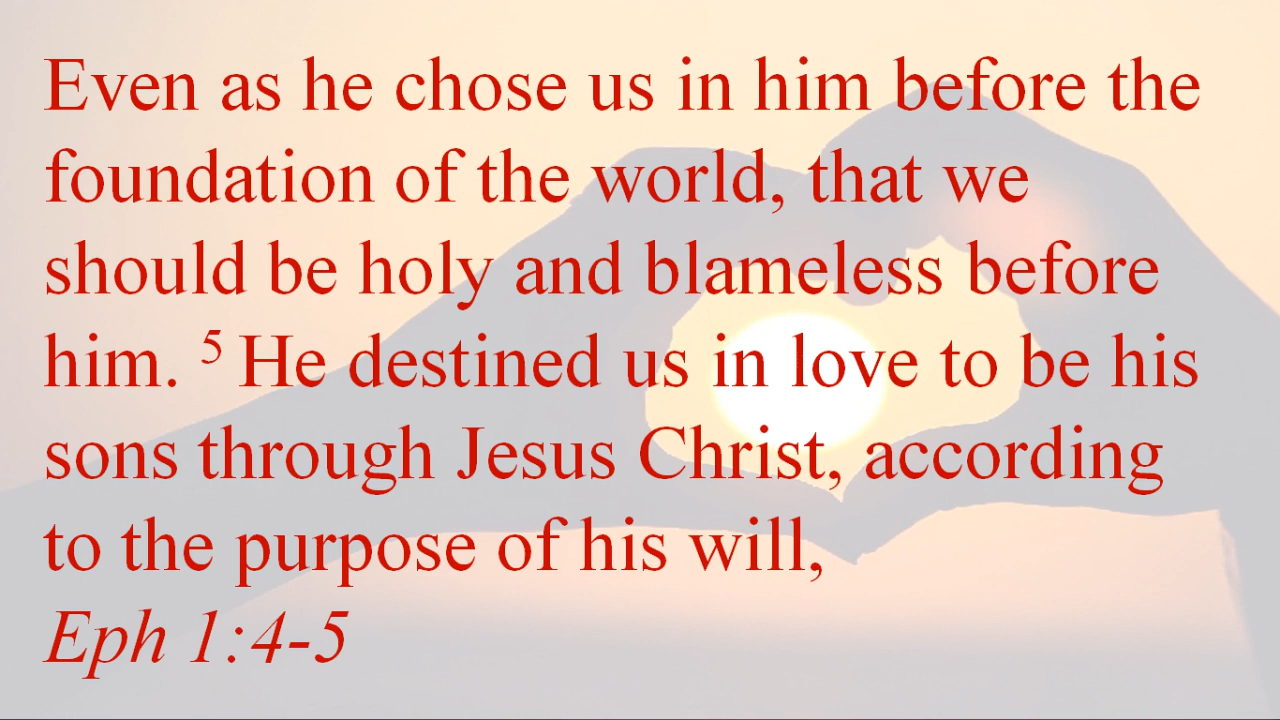 Even as he chose us in him before the
foundation of the world, that we
should be holy and blameless before
him. ⁵ He destined us in love to be his
sons through Jesus Christ, according
to the purpose of his will,
Eph 1:4-5